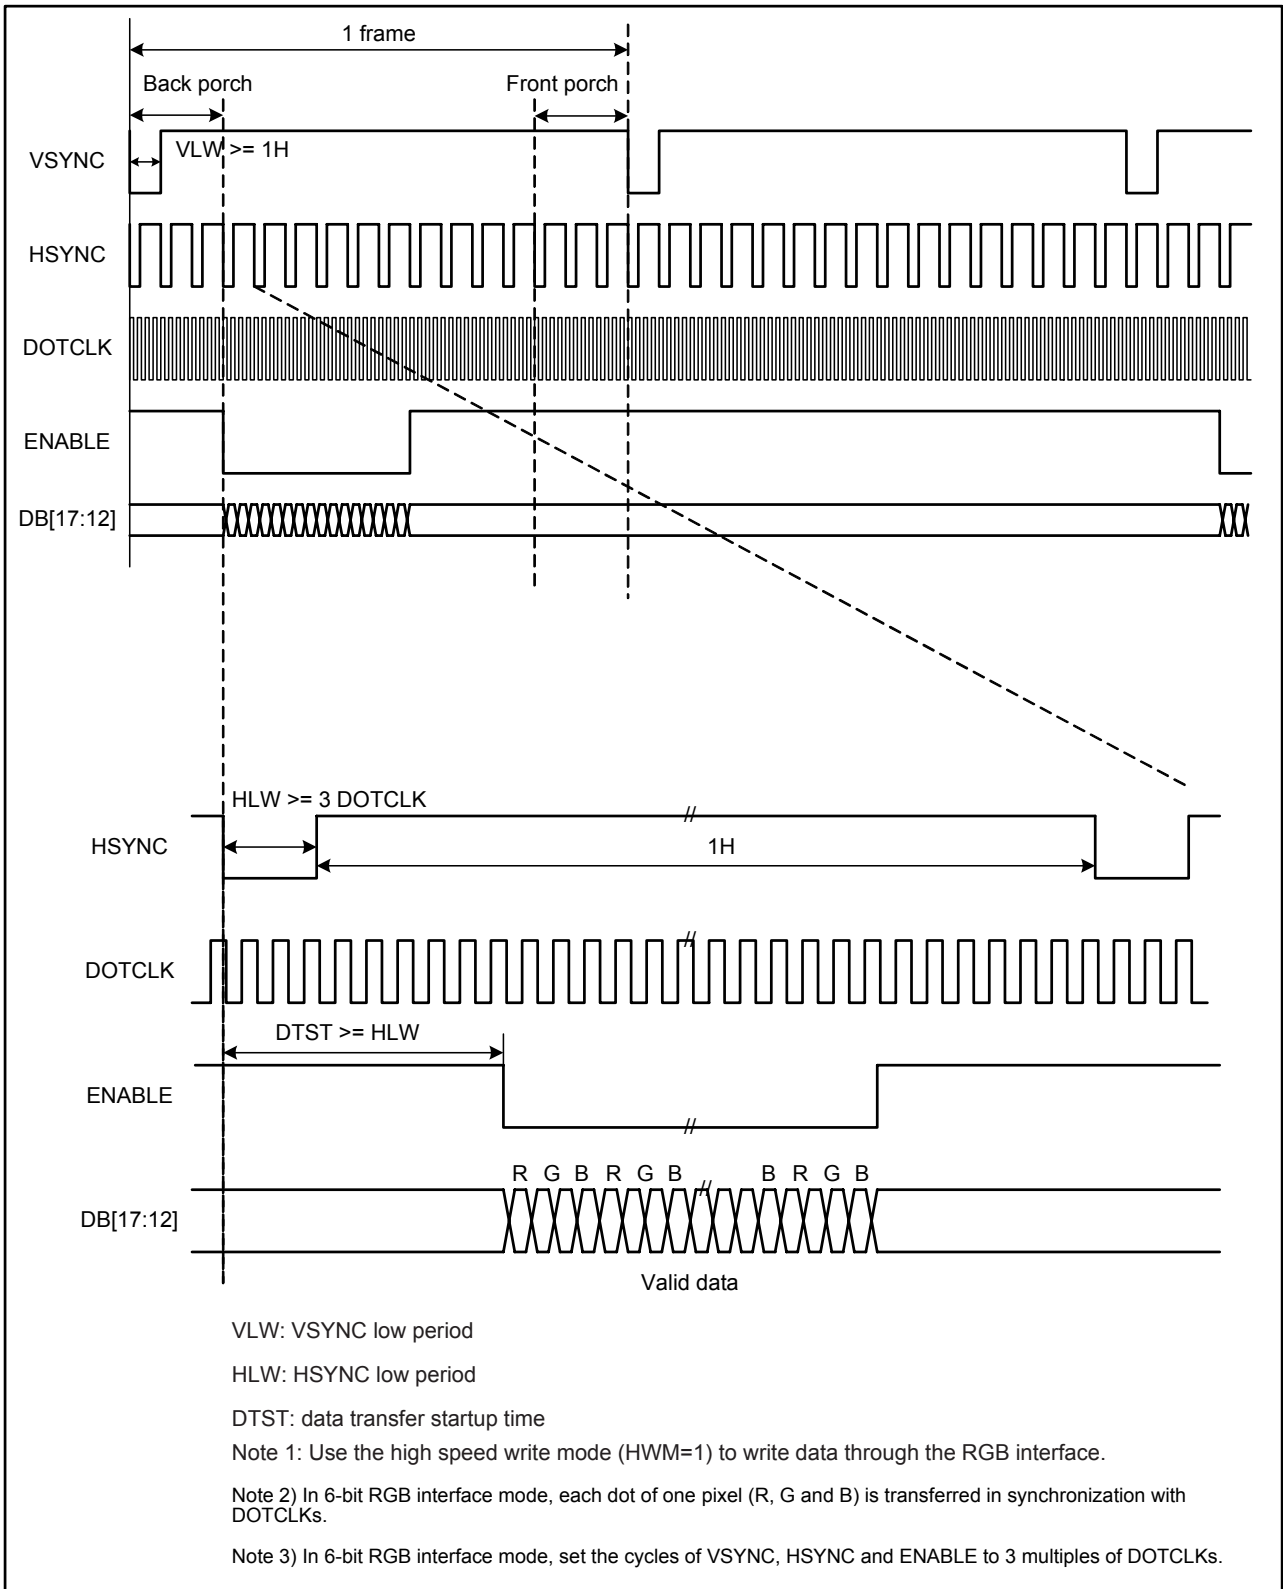 1 frame
Back porch
Front porch
VLW >= 1H
VSYNC
HSYNC
DOTCLK
ENABLE
DB[17:12]
HLW >= 3 DOTCLK
HSYNC
1H
DOTCLK
DTST >= HLW
ENABLE
R G B R G B B R G B
DB[17:12]
Valid data
VLW: VSYNC low period
HLW: HSYNC low period
DTST: data transfer startup time
Note 1: Use the high speed write mode (HWM=1) to write data through the RGB interface.
Note 2) In 6-bit RGB interface mode, each dot of one pixel (R, G and B) is transferred in synchronization with
DOTCLKs.
Note 3) In 6-bit RGB interface mode, set the cycles of VSYNC, HSYNC and ENABLE to 3 multiples of DOTCLKs.